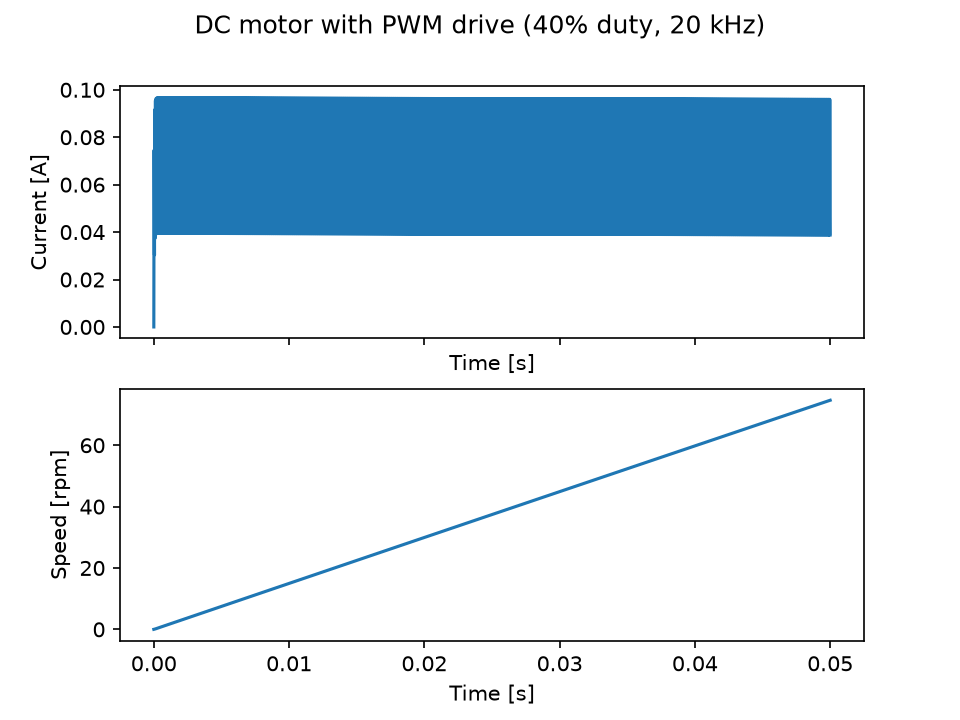 DC motor with PWM drive (40% duty, 20 kHz)
Current [A]
0.10
0.08
0.06
0.04
0.02
0.00
Time [s]
Speed [rpm]
60
40
20
0
0.00 0.01 0.02 0.03 0.04 0.05
Time [s]